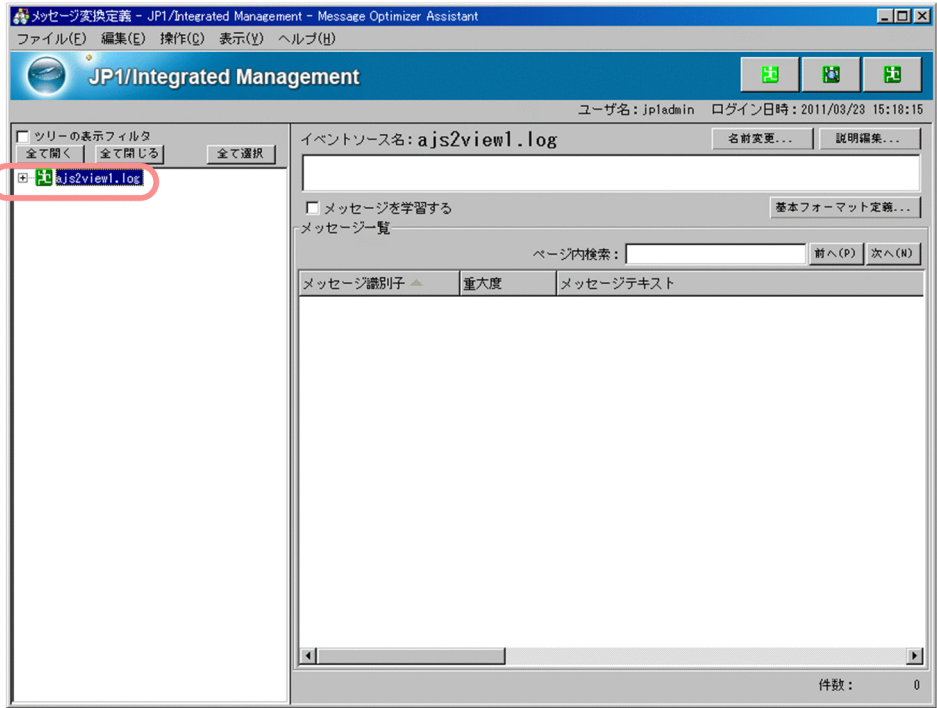 メッセージ変換定義 - JP1/Integrated Management - Message Optimizer Assistant
ファイル(F) 編集(E) 操作(C) 表示(V) ヘルプ(H)
JP1/Integrated Management
ユーザ名：jp1admin ログイン日時：2011/03/23 15:18:15
ツリーの表示フィルタ
全て開く 全て閉じる 全て選択
ajs2view1.log
イベントソース名：ajs2view1.log
名前変更... 説明編集...
メッセージを学習する
基本フォーマット定義...
メッセージ一覧
ページ内検索： 前へ(P) 次へ(N)
メッセージ識別子 重大度 メッセージテキスト
件数： 0